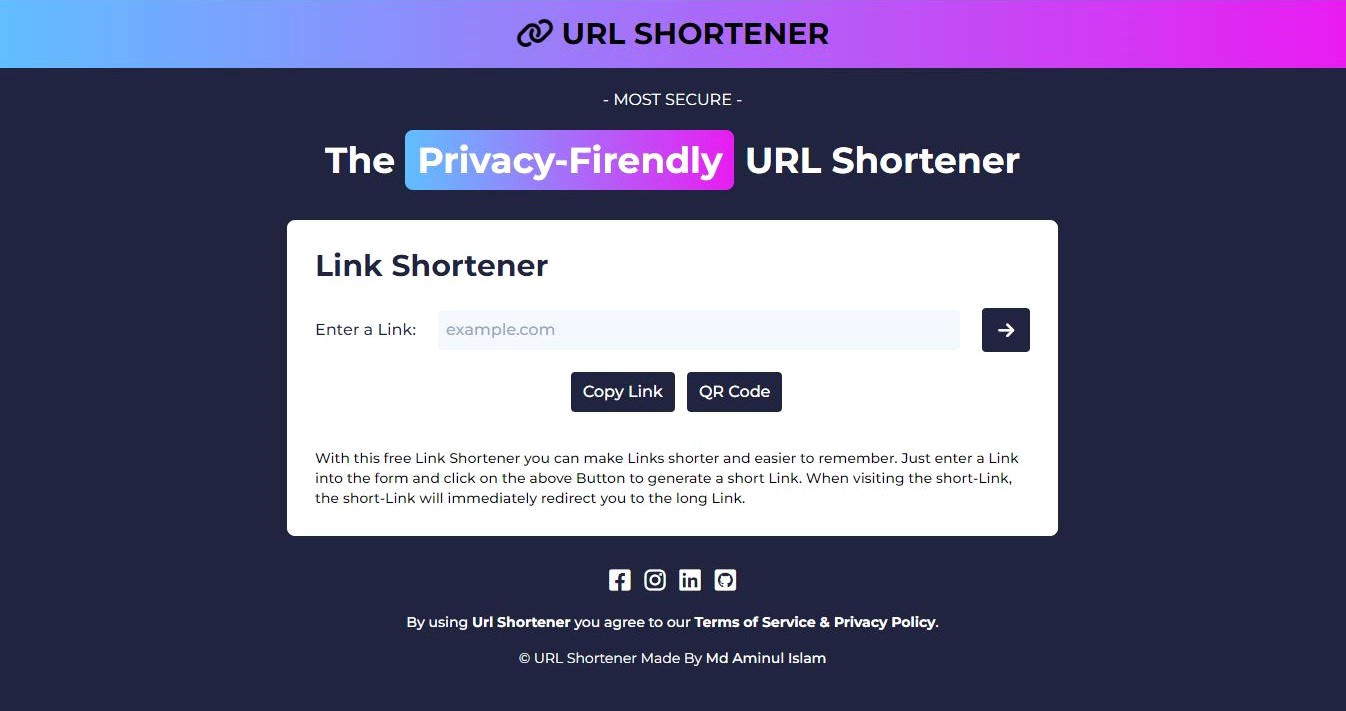 URL SHORTENER
- MOST SECURE -
The Privacy-Firendly URL Shortener
Link Shortener
Enter a Link: example.com
Copy Link QR Code
With this free Link Shortener you can make Links shorter and easier to remember. Just enter a Link
into the form and click on the above Button to generate a short Link. When visiting the short-Link,
the short-Link will immediately redirect you to the long Link.
By using Url Shortener you agree to our Terms of Service & Privacy Policy.
© URL Shortener Made By Md Aminul Islam